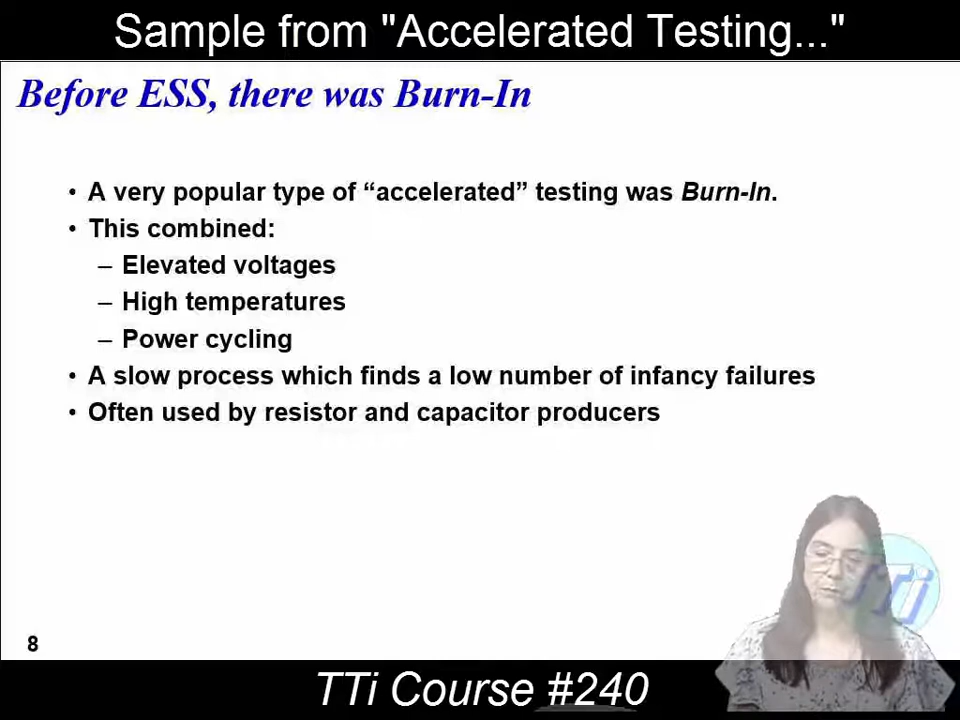 Sample from "Accelerated Testing..."
Before ESS, there was Burn-In
• A very popular type of “accelerated” testing was Burn-In.
• This combined:
– Elevated voltages
– High temperatures
– Power cycling
• A slow process which finds a low number of infancy failures
• Often used by resistor and capacitor producers
TTi
8
TTi Course #240